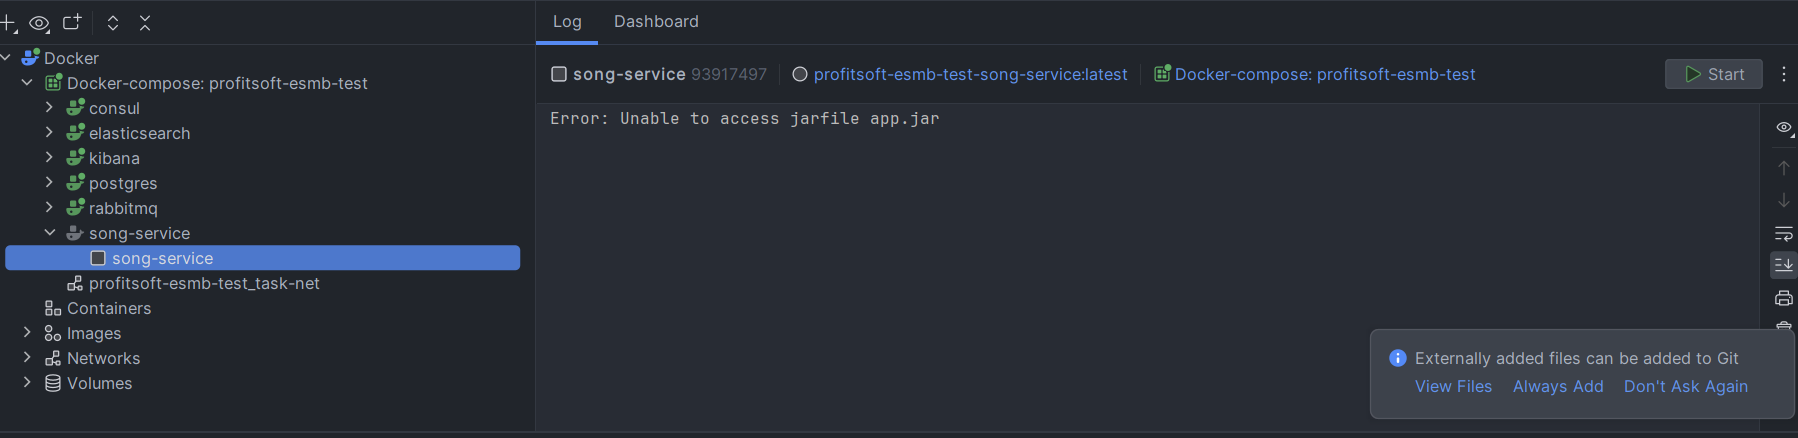 Log Dashboard
Docker
Docker-compose: profitsoft-esmb-test
consul
elasticsearch
kibana
postgres
rabbitmq
song-service
song-service
profitsoft-esmb-test_task-net
Containers
Images
Networks
Volumes
song-service 93917497 profitsoft-esmb-test-song-service:latest Docker-compose: profitsoft-esmb-test Start
Error: Unable to access jarfile app.jar
Externally added files can be added to Git
View Files Always Add Don't Ask Again